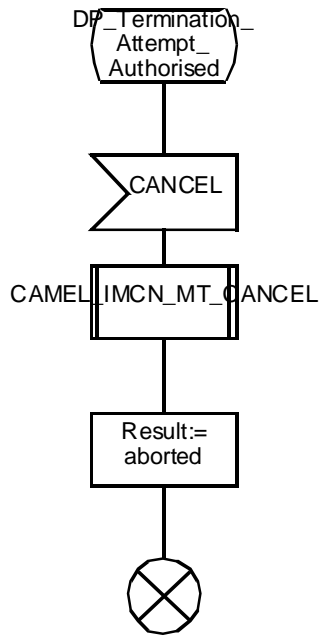 DP_Termination_
Attempt_
Authorised
CANCEL
CAMEL_IMCN_MT_CANCEL
Result:=
aborted